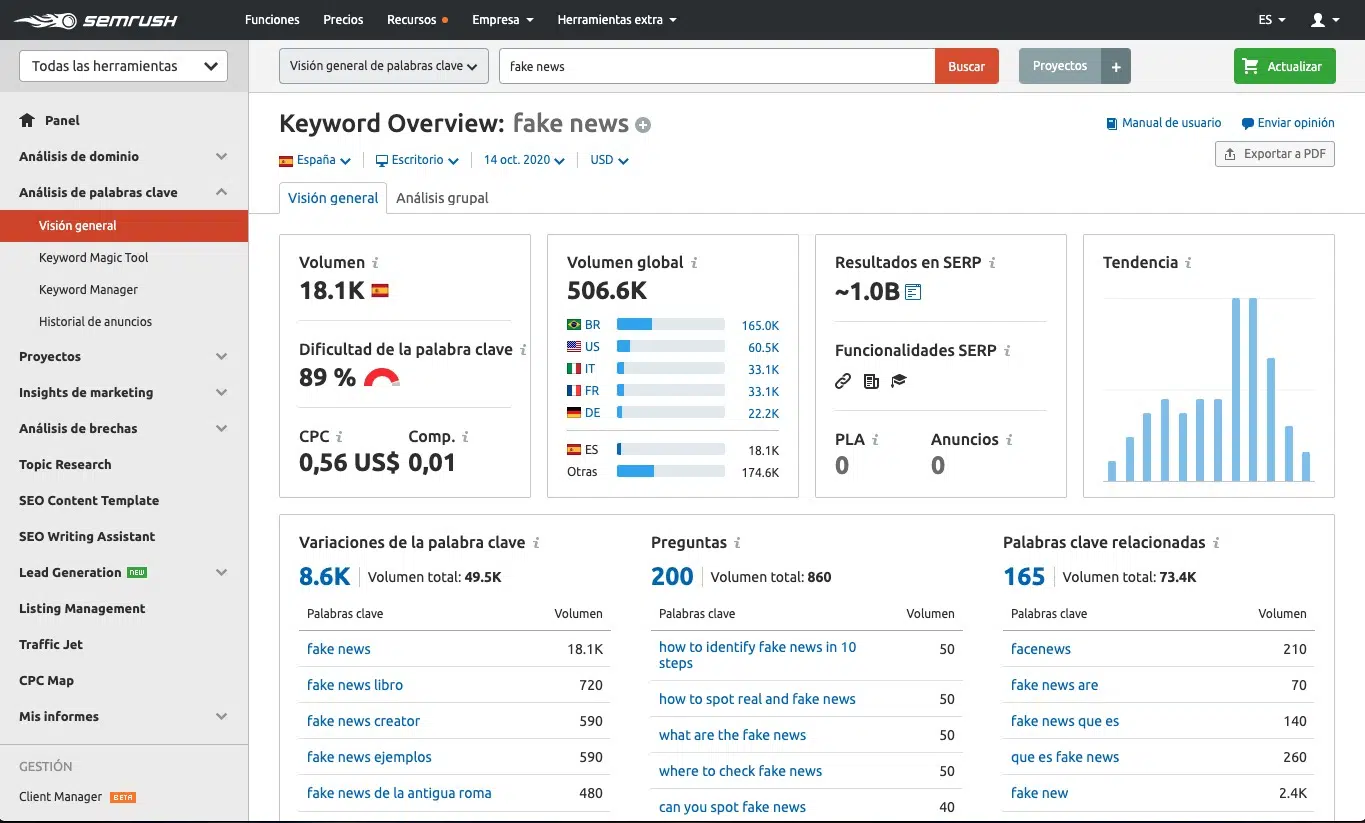 SEMRUSH
Funciones Precios Recursos Empresa Herramientas extra ES
Todas las herramientas
Visión general de palabras clave fake news Buscar Proyectos + Actualizar
Panel
Análisis de dominio
Análisis de palabras clave
Visión general
Keyword Magic Tool
Keyword Manager
Historial de anuncios
Proyectos
Insights de marketing
Análisis de brechas
Topic Research
SEO Content Template
SEO Writing Assistant
Lead Generation NEW
Listing Management
Traffic Jet
CPC Map
Mis informes
GESTIÓN
Client Manager BETA
Keyword Overview: fake news
Manual de usuario Enviar opinión
España Escritorio 14 oct. 2020 USD
Exportar a PDF
Visión general Análisis grupal
Volumen
18.1K
Dificultad de la palabra clave
89 %
CPC Comp.
0,56 US$ 0,01
Volumen global
506.6K
BR 165.0K
US 60.5K
IT 33.1K
FR 33.1K
DE 22.2K
ES 18.1K
Otras 174.6K
Resultados en SERP
~1.0B
Funcionalidades SERP
PLA Anuncios
0 0
Tendencia
Variaciones de la palabra clave
8.6K Volumen total: 49.5K
Palabras clave Volumen
fake news 18.1K
fake news libro 720
fake news creator 590
fake news ejemplos 590
fake news de la antigua roma 480
Preguntas
200 Volumen total: 860
Palabras clave Volumen
how to identify fake news in 10 50
steps
how to spot real and fake news 50
what are the fake news 50
where to check fake news 50
can you spot fake news 40
Palabras clave relacionadas
165 Volumen total: 73.4K
Palabras clave Volumen
facenews 210
fake news are 70
fake news que es 140
que es fake news 260
fake new 2.4K